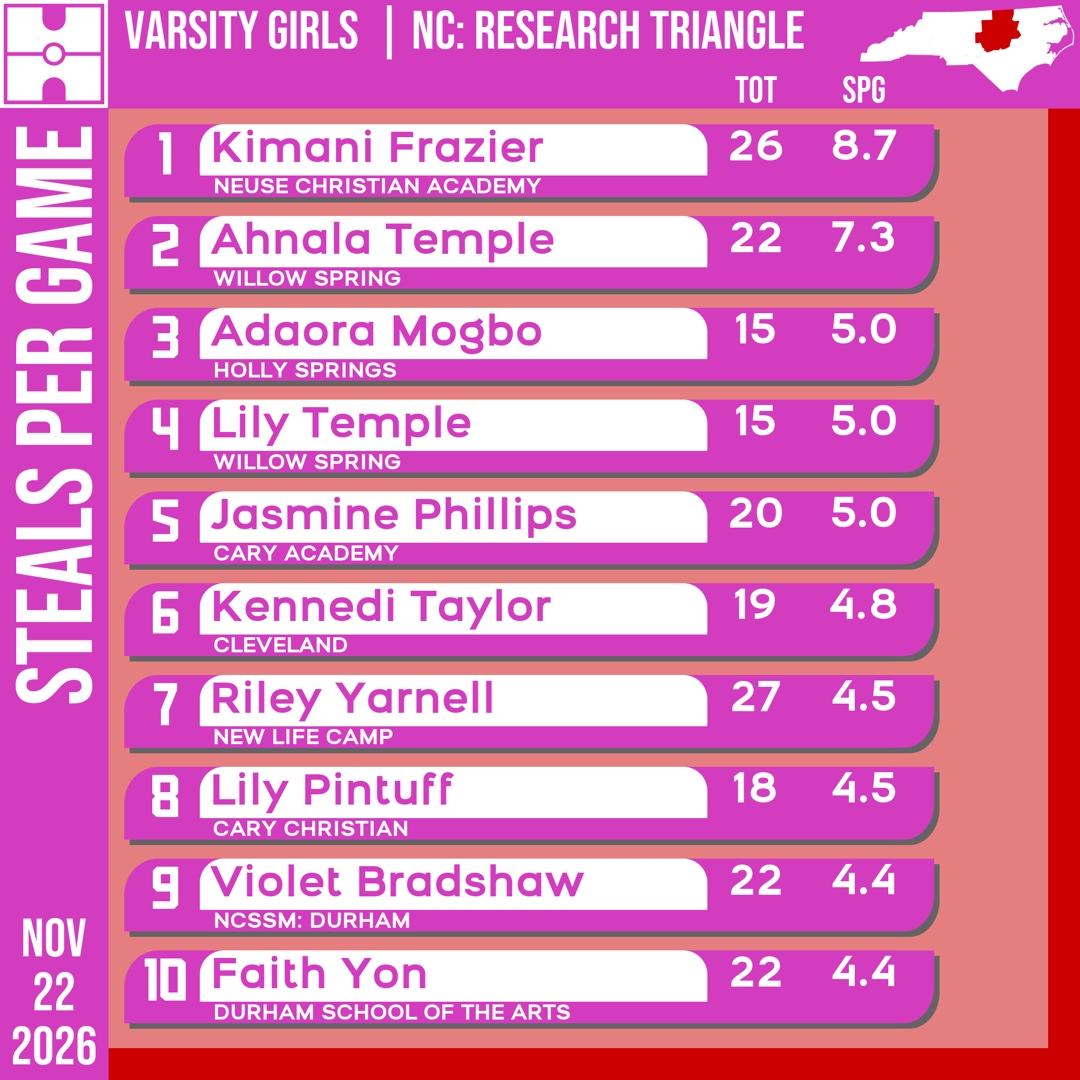 VARSITY GIRLS | NC: RESEARCH TRIANGLE
TOT SPG
STEALS PER GAME
1 Kimani Frazier 26 8.7
NEUSE CHRISTIAN ACADEMY
2 Ahnala Temple 22 7.3
WILLOW SPRING
3 Adaora Mogbo 15 5.0
HOLLY SPRINGS
4 Lily Temple 15 5.0
WILLOW SPRING
5 Jasmine Phillips 20 5.0
CARY ACADEMY
6 Kennedi Taylor 19 4.8
CLEVELAND
7 Riley Yarnell 27 4.5
NEW LIFE CAMP
8 Lily Pintuff 18 4.5
CARY CHRISTIAN
9 Violet Bradshaw 22 4.4
NCSSM: DURHAM
10 Faith Yon 22 4.4
DURHAM SCHOOL OF THE ARTS
NOV
22
2026